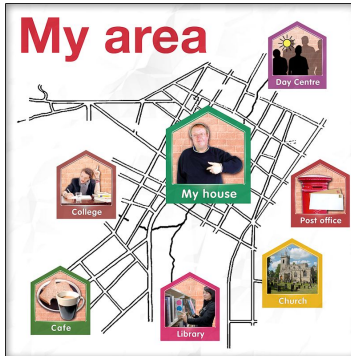 My area
Day Centre
My house
College
Post office
Church
Cafe
Library